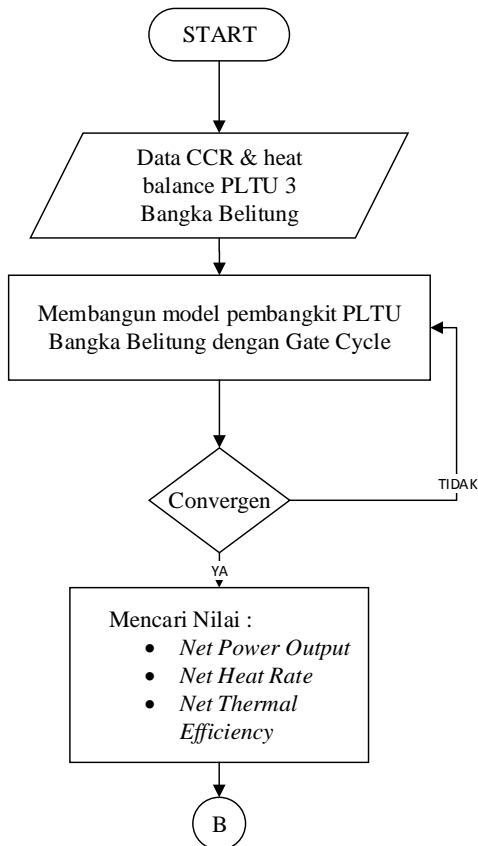 START
Data CCR & heat
balance PLTU 3
Bangka Belitung
Membangun model pembangkit PLTU
Bangka Belitung dengan Gate Cycle
Convergen
TIDAK
YA
Mencari Nilai :
• Net Power Output
• Net Heat Rate
• Net Thermal
Efficiency
B